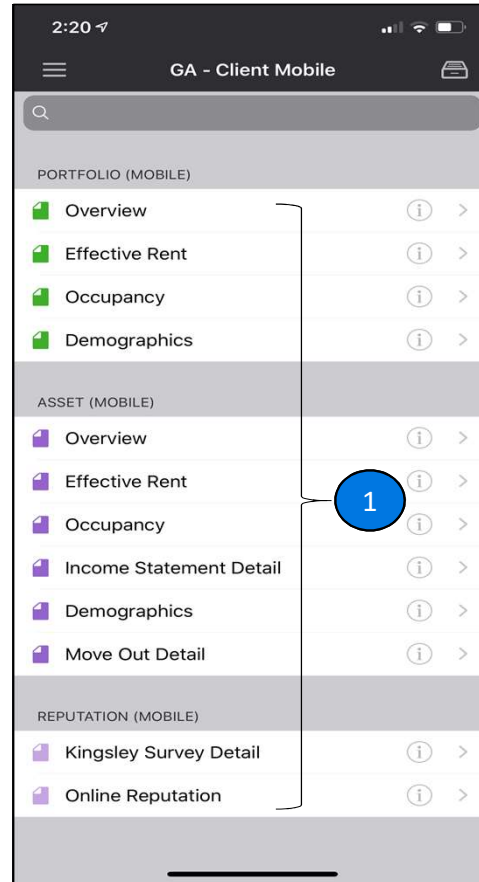 2:20
GA - Client Mobile
PORTFOLIO (MOBILE)
Overview
Effective Rent
Occupancy
Demographics
ASSET (MOBILE)
Overview
Effective Rent
Occupancy
1
Income Statement Detail
Demographics
Move Out Detail
REPUTATION (MOBILE)
Kingsley Survey Detail
Online Reputation